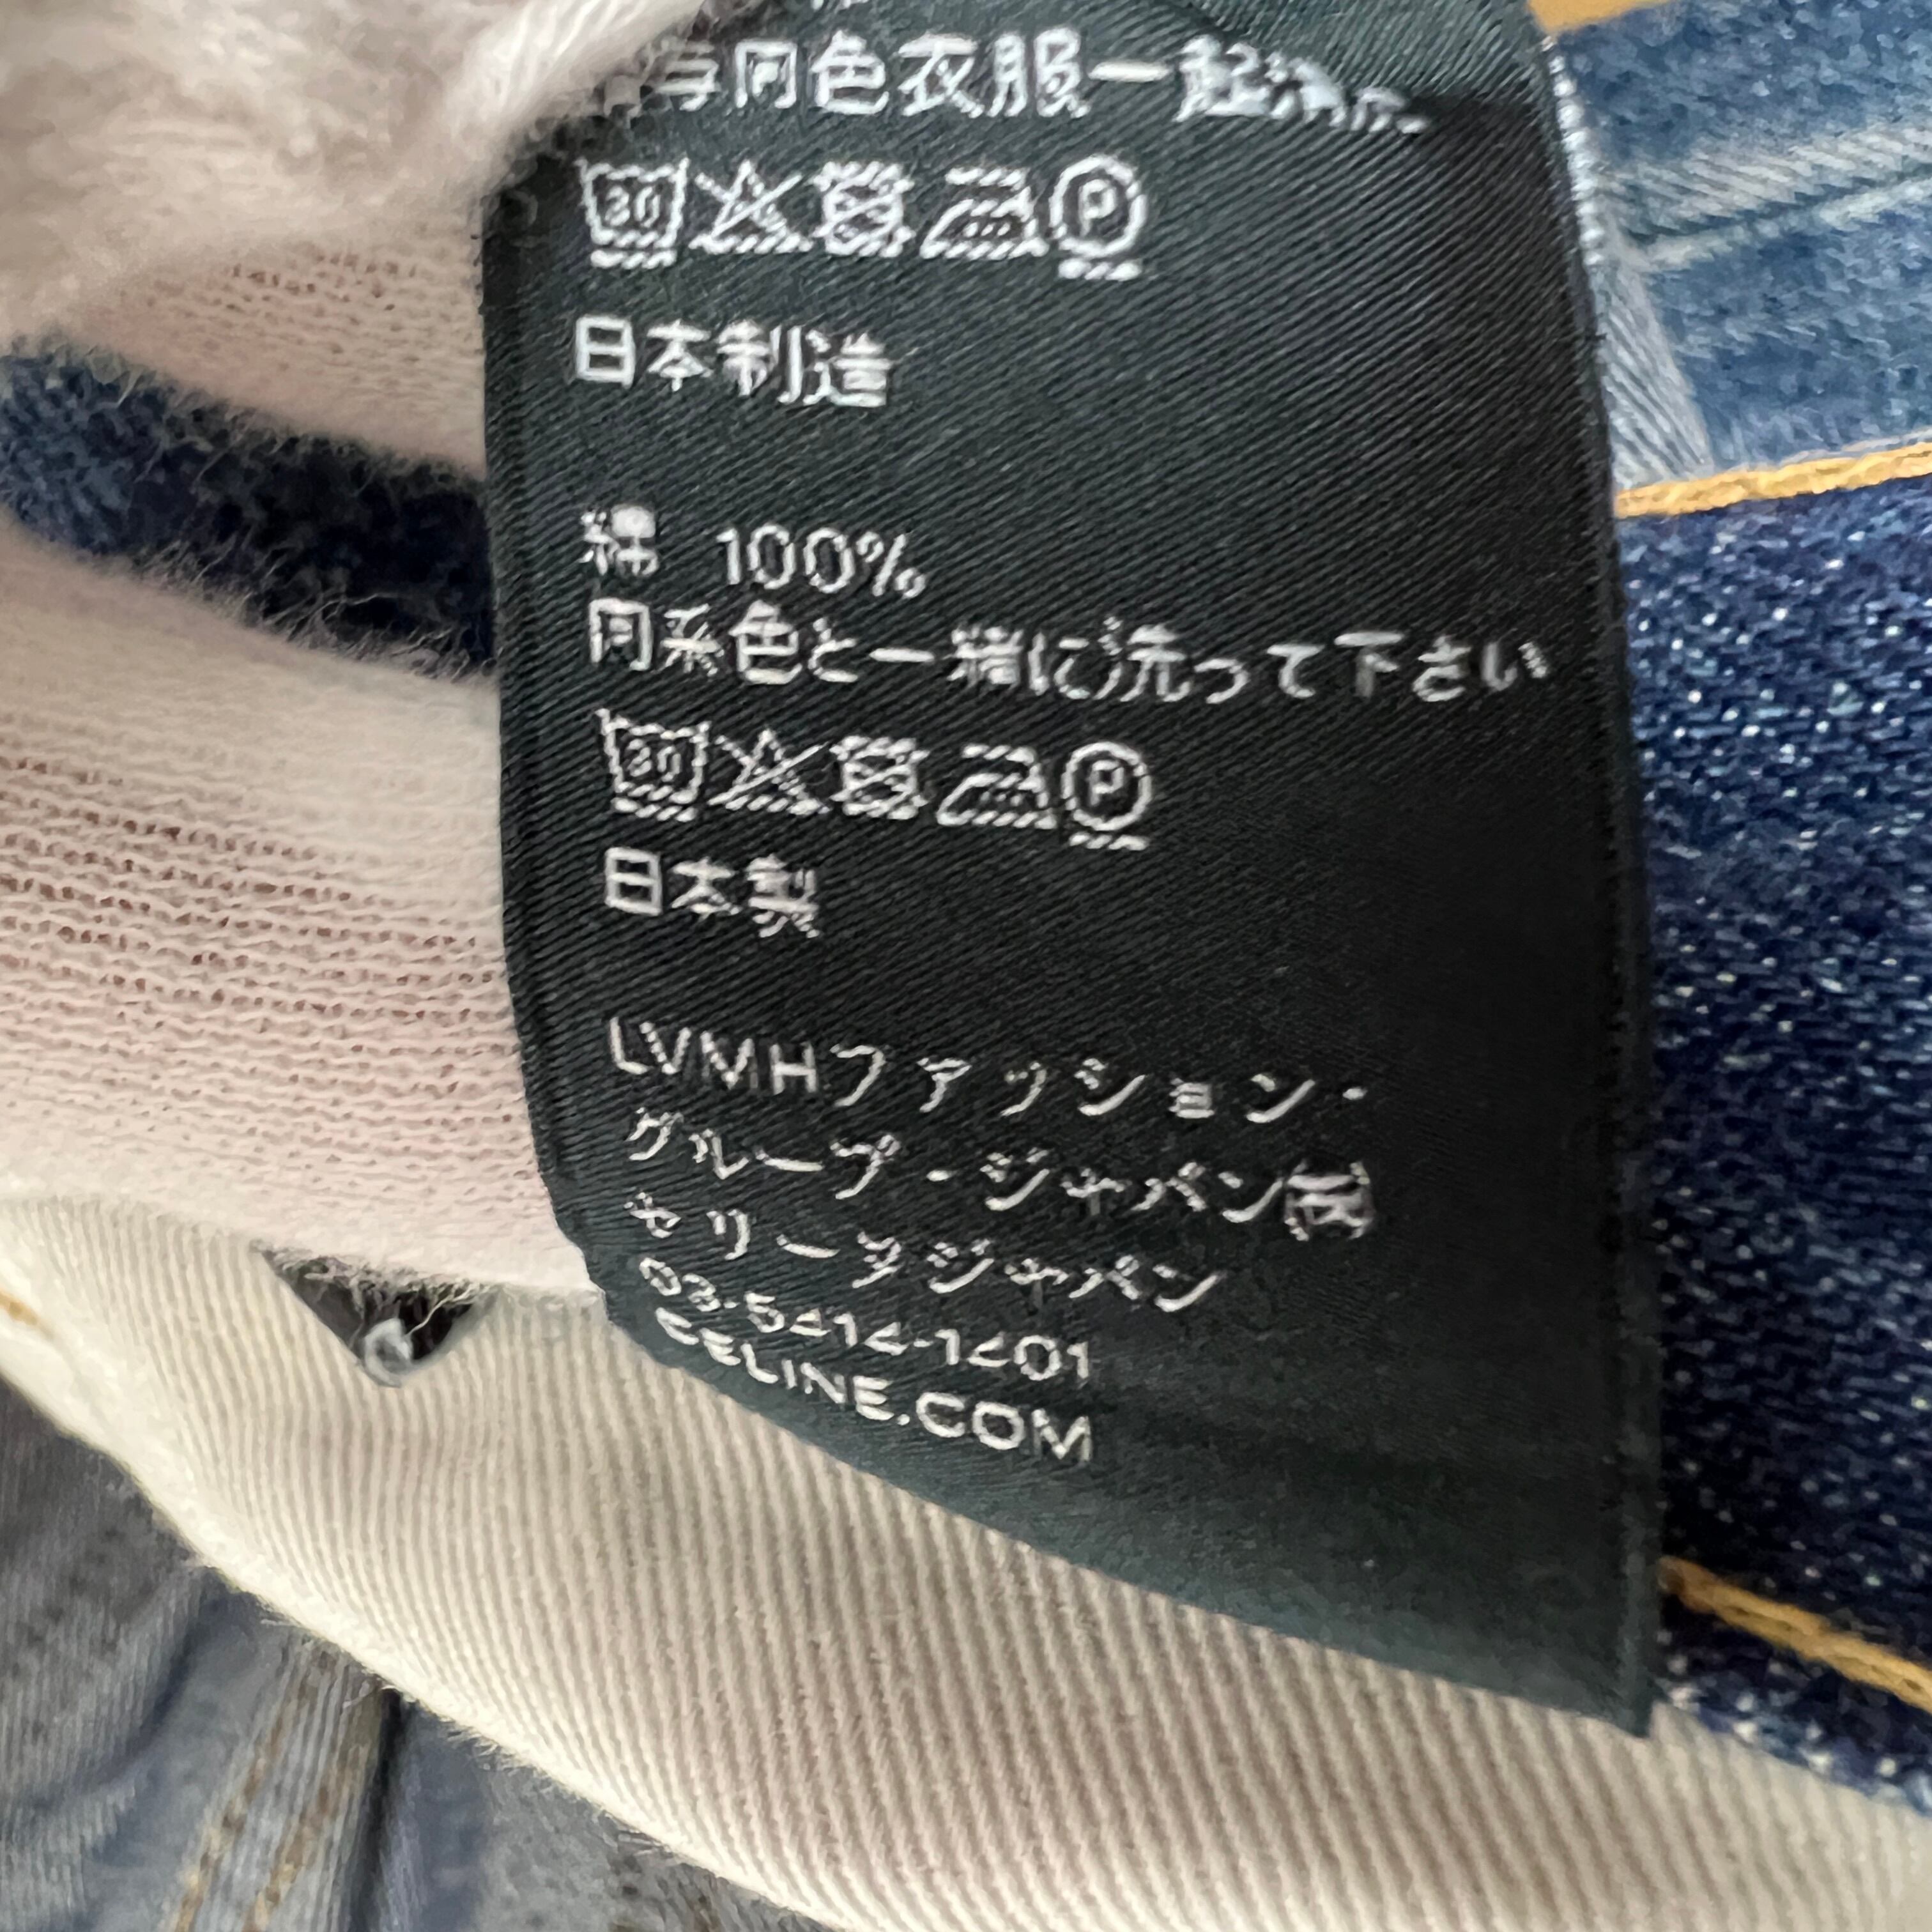 与同色衣服一起清洗
日本制造
綿 100%
同系色と一緒に洗って下さい
日本製
LVMHファッション・
グループ・ジャパン㈱
セリーヌジャパン
03-5414-1401
CELINE.COM